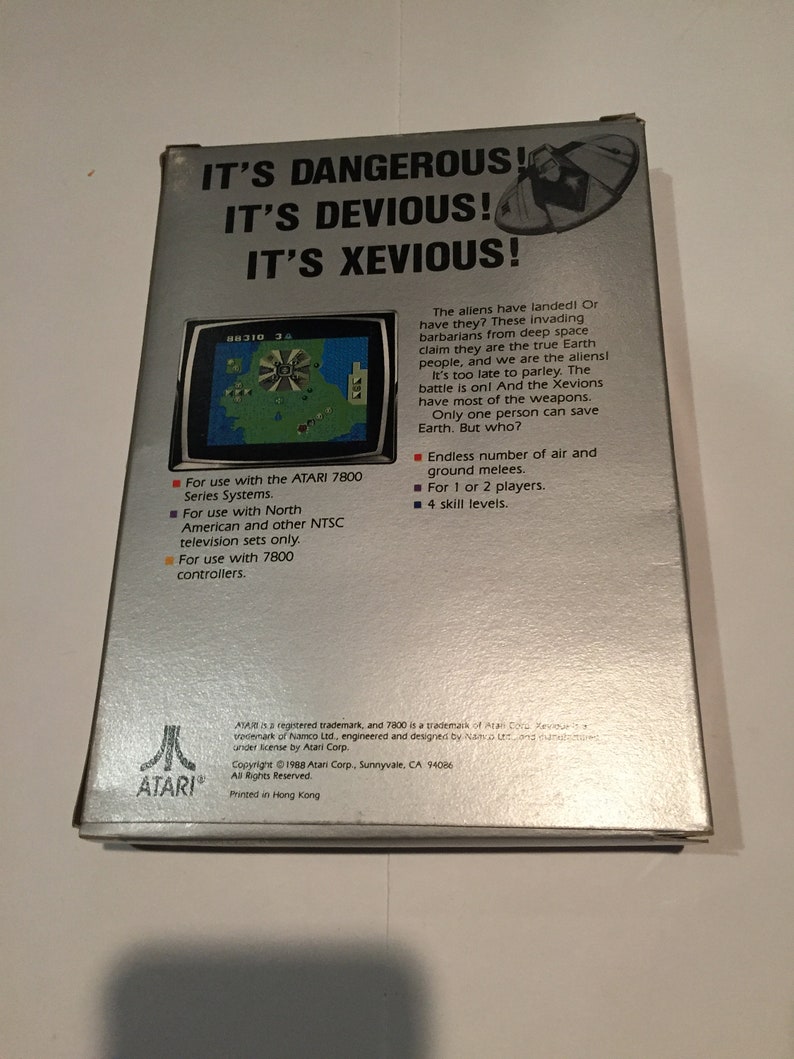 IT'S DANGEROUS!
IT'S DEVIOUS!
IT'S XEVIOUS!
88310 3
The aliens have landed! Or
have they? These invading
barbarians from deep space
claim they are the true Earth
people, and we are the aliens!
It's too late to parley. The
battle is on! And the Xevions
have most of the weapons.
Only one person can save
Earth. But who?
For use with the ATARI 7800
Series Systems.
For use with North
American and other NTSC
television sets only.
For use with 7800
controllers.
Endless number of air and
ground melees.
For 1 or 2 players.
4 skill levels.
ATARI is a registered trademark, and 7800 is a trademark of Atari Corp. Xevious is a
trademark of Namco Ltd., engineered and designed by Namco Ltd., and manufactured
under license by Atari Corp.
Copyright © 1988 Atari Corp., Sunnyvale, CA 94086
All Rights Reserved.
Printed in Hong Kong
ATARI®